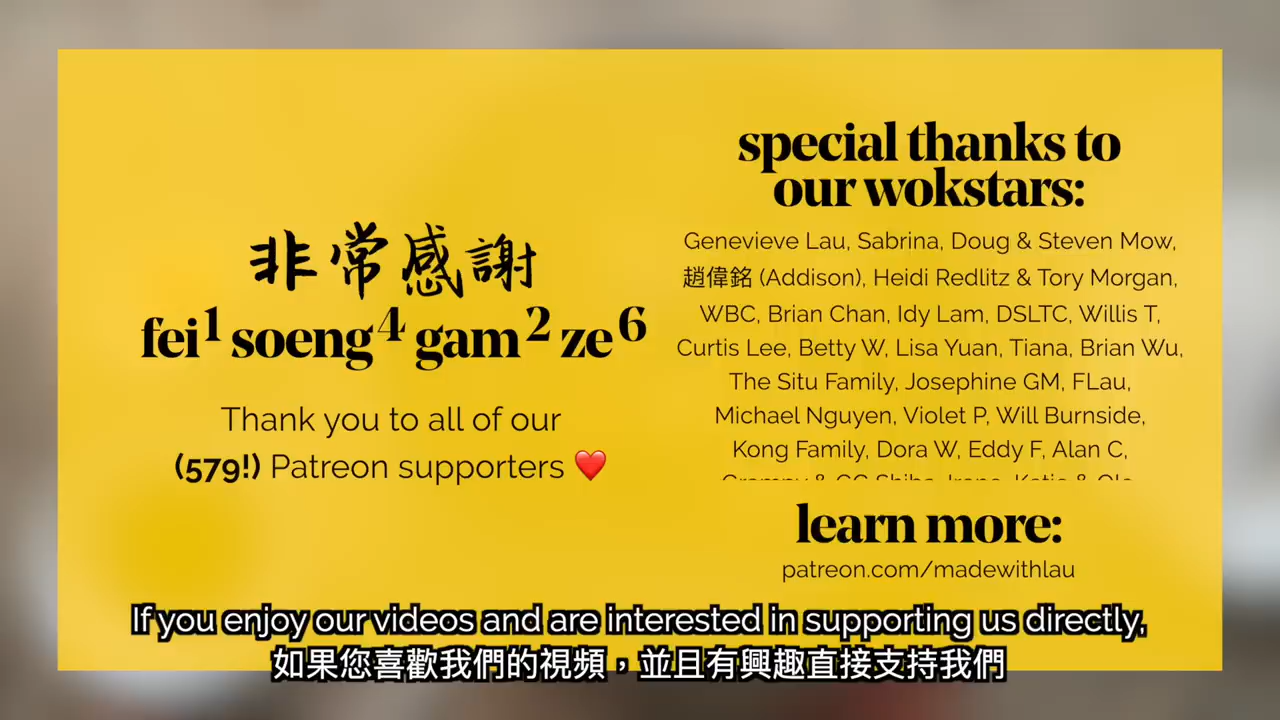 非常感謝
fei¹ soeng⁴ gam² ze⁶
Thank you to all of our
(579!) Patreon supporters ❤️
special thanks to
our wokstars:
Genevieve Lau, Sabrina, Doug & Steven Mow,
趙偉銘 (Addison), Heidi Redlitz & Tory Morgan,
WBC, Brian Chan, Idy Lam, DSLTC, Willis T,
Curtis Lee, Betty W, Lisa Yuan, Tiana, Brian Wu,
The Situ Family, Josephine GM, FLau,
Michael Nguyen, Violet P, Will Burnside,
Kong Family, Dora W, Eddy F, Alan C,
learn more:
patreon.com/madewithlau
If you enjoy our videos and are interested in supporting us directly,
如果您喜歡我們的視頻，並且有興趣直接支持我們